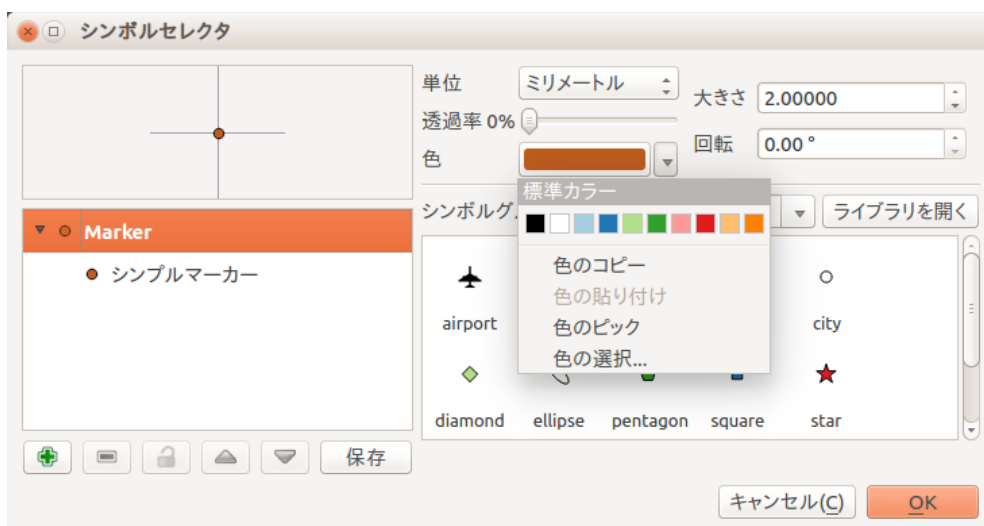 シンボルセレクタ
単位
ミリメートル
大きさ 2.00000
透過率 0%
回転 0.00 °
色
標準カラー
シンボルグ
ライブラリを開く
Marker
シンプルマーカー
色のコピー
色の貼り付け
色のピック
色の選択...
airport
city
diamond ellipse pentagon square star
保存
キャンセル(C)
OK